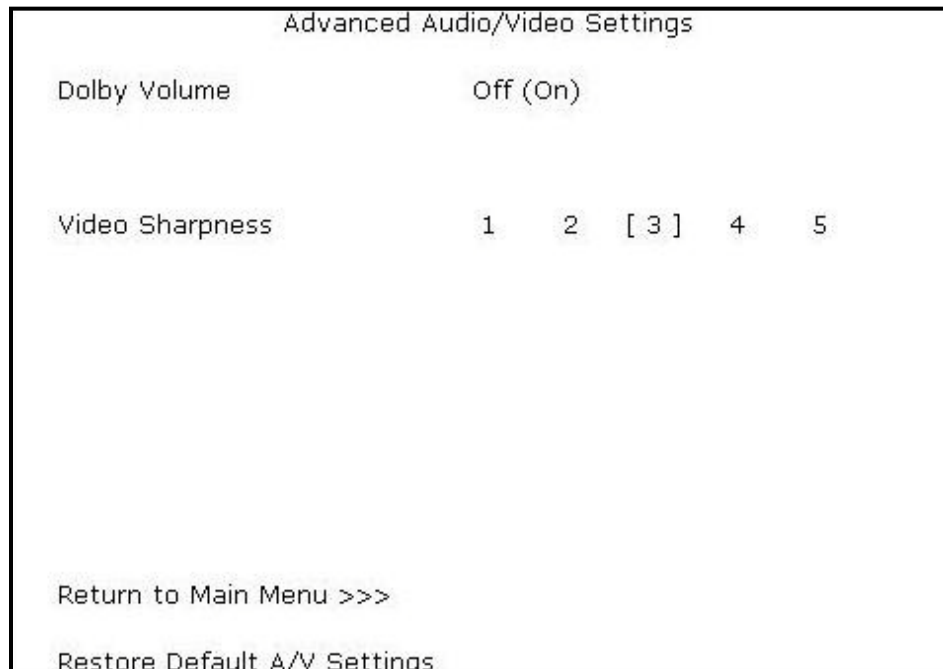 Advanced Audio/Video Settings
Dolby Volume Off (On)
Video Sharpness 1 2 [ 3 ] 4 5
Return to Main Menu >>>
Restore Default A/V Settings